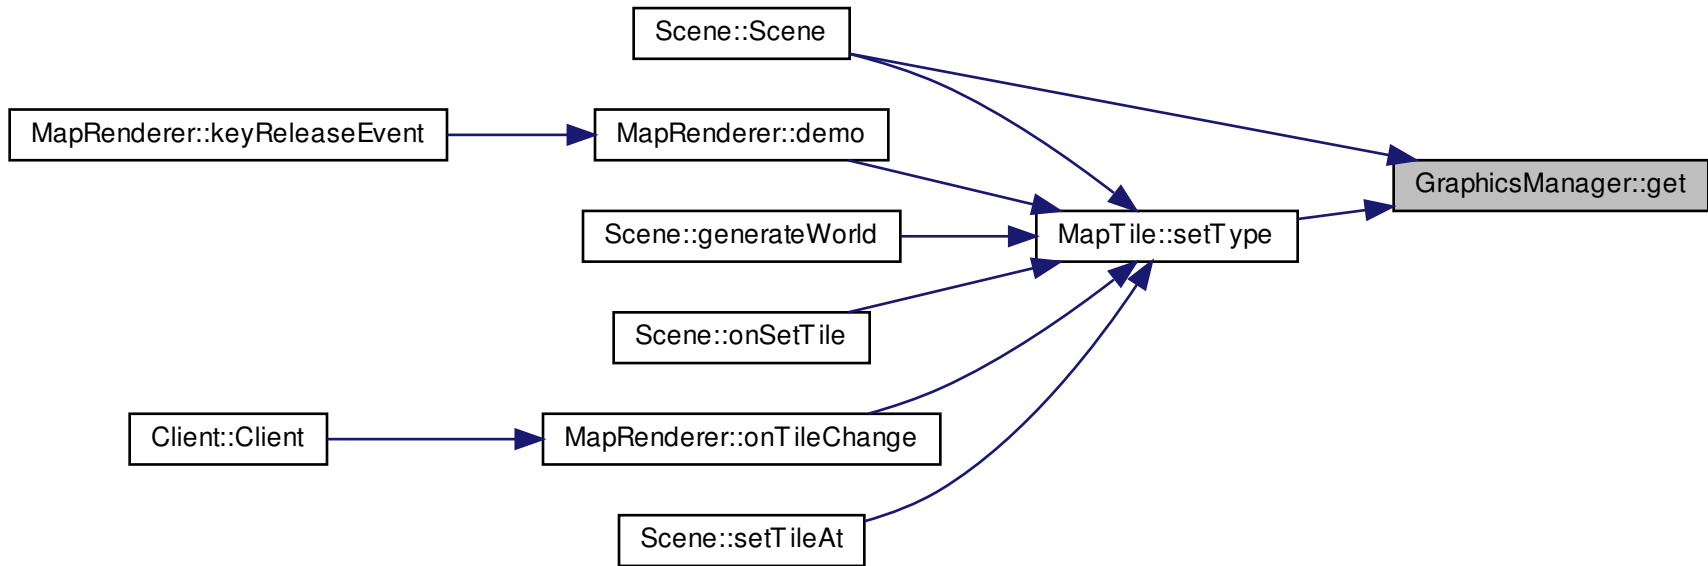 Scene::Scene
MapRenderer::keyReleaseEvent
MapRenderer::demo
GraphicsManager::get
Scene::generateWorld
MapTile::setType
Scene::onSetTile
Client::Client
MapRenderer::onTileChange
Scene::setTileAt